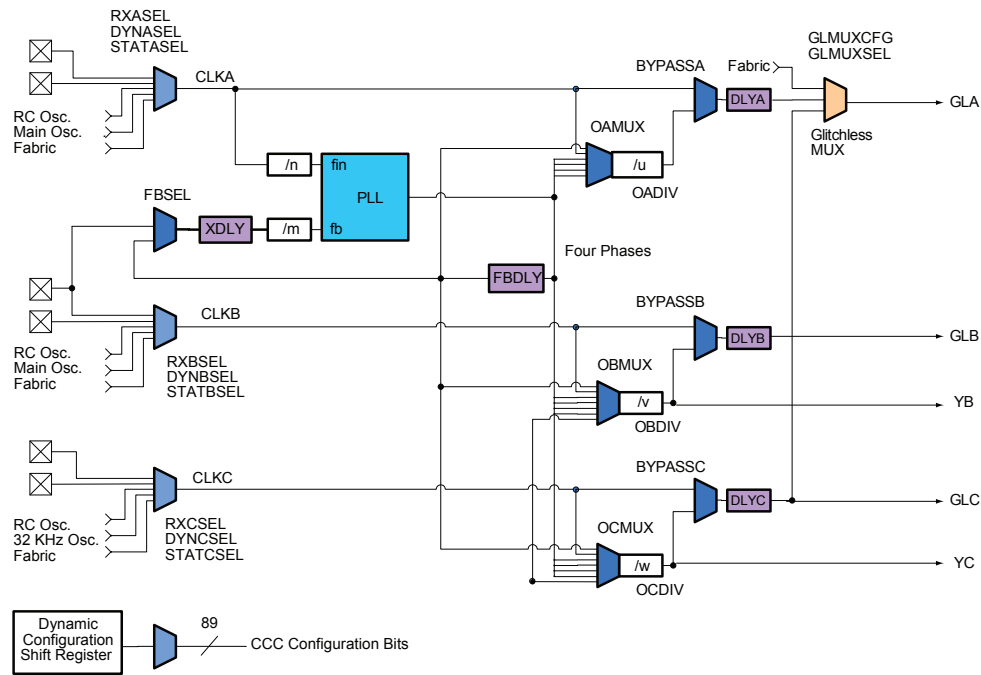 RXASEL
DYNASEL
STATASEL
CLKA
RC Osc.
Main Osc.
Fabric
GLMUXCFG
GLMUXSEL
BYPASSA
Fabric
DLYA
GLA
Glitchless
MUX
OAMUX
/u
OADIV
/n
fin
PLL
fb
FBSEL
XDLY
/m
Four Phases
FBDLY
CLKB
RC Osc.
Main Osc.
Fabric
RXBSEL
DYNBSEL
STATBSEL
BYPASSB
DLYB
GLB
OBMUX
/v
OBDIV
YB
CLKC
RC Osc.
32 KHz Osc.
Fabric
RXCSEL
DYNCSEL
STATCSEL
BYPASSC
DLYC
GLC
OCMUX
/w
OCDIV
YC
Dynamic
Configuration
Shift Register
89
CCC Configuration Bits